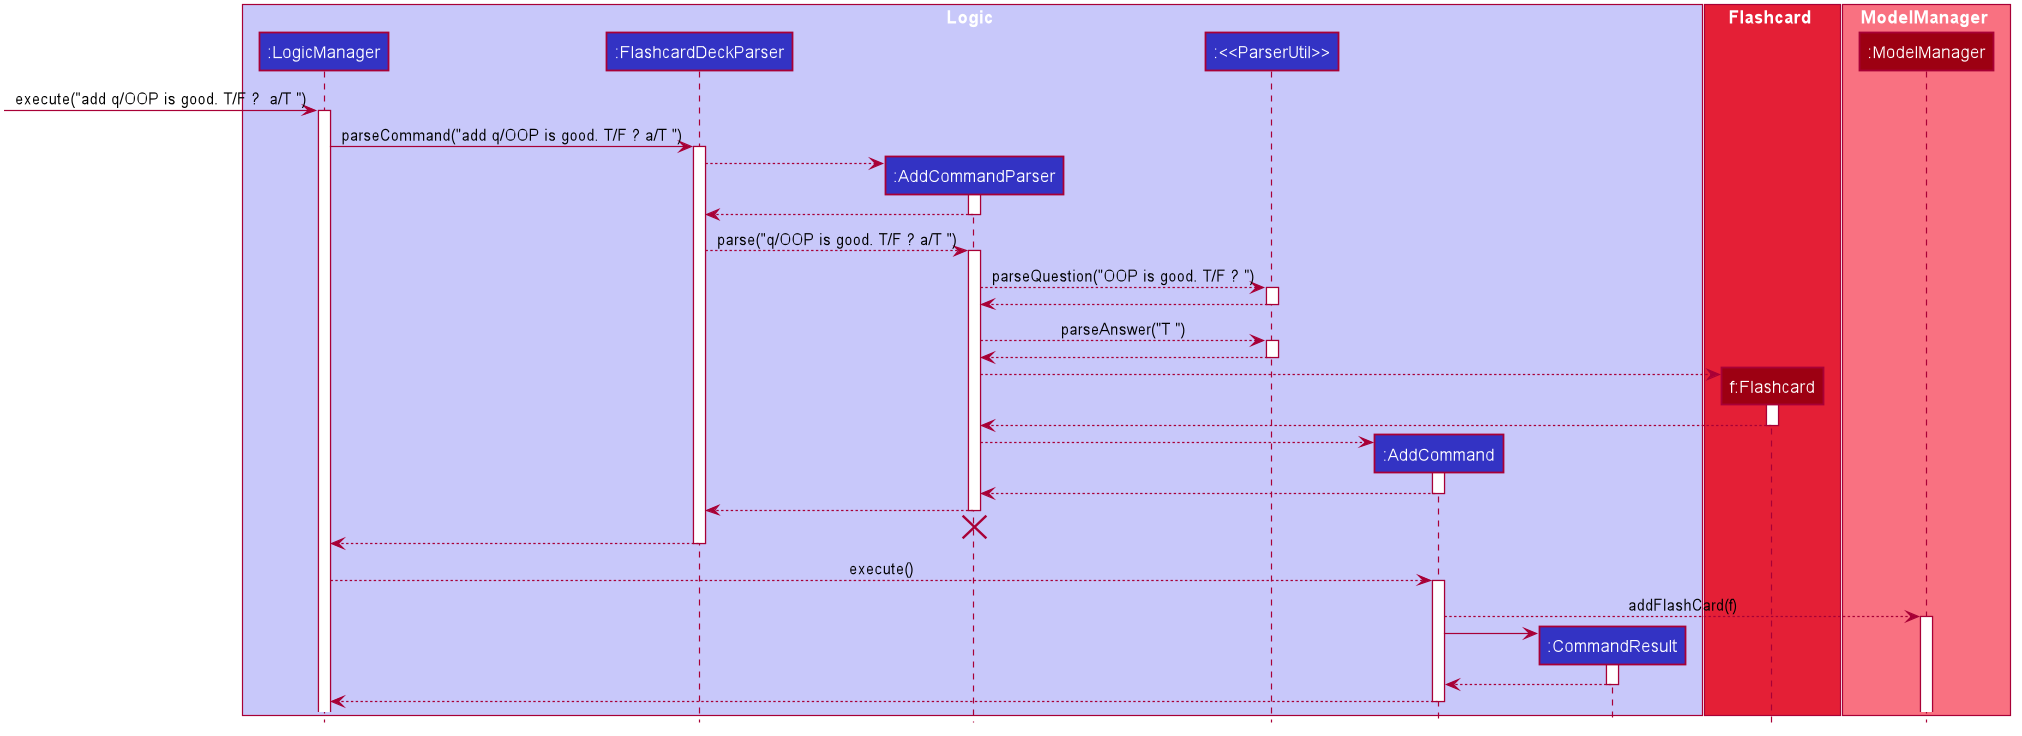 Logic
Flashcard
ModelManager
:LogicManager
:FlashcardDeckParser
:<<ParserUtil>>
:ModelManager
execute("add q/OOP is good. T/F ?  a/T ")
parseCommand("add q/OOP is good. T/F ? a/T ")
:AddCommandParser
parse("q/OOP is good. T/F ? a/T ")
parseQuestion("OOP is good. T/F ? ")
parseAnswer("T ")
f:Flashcard
:AddCommand
execute()
addFlashCard(f)
:CommandResult